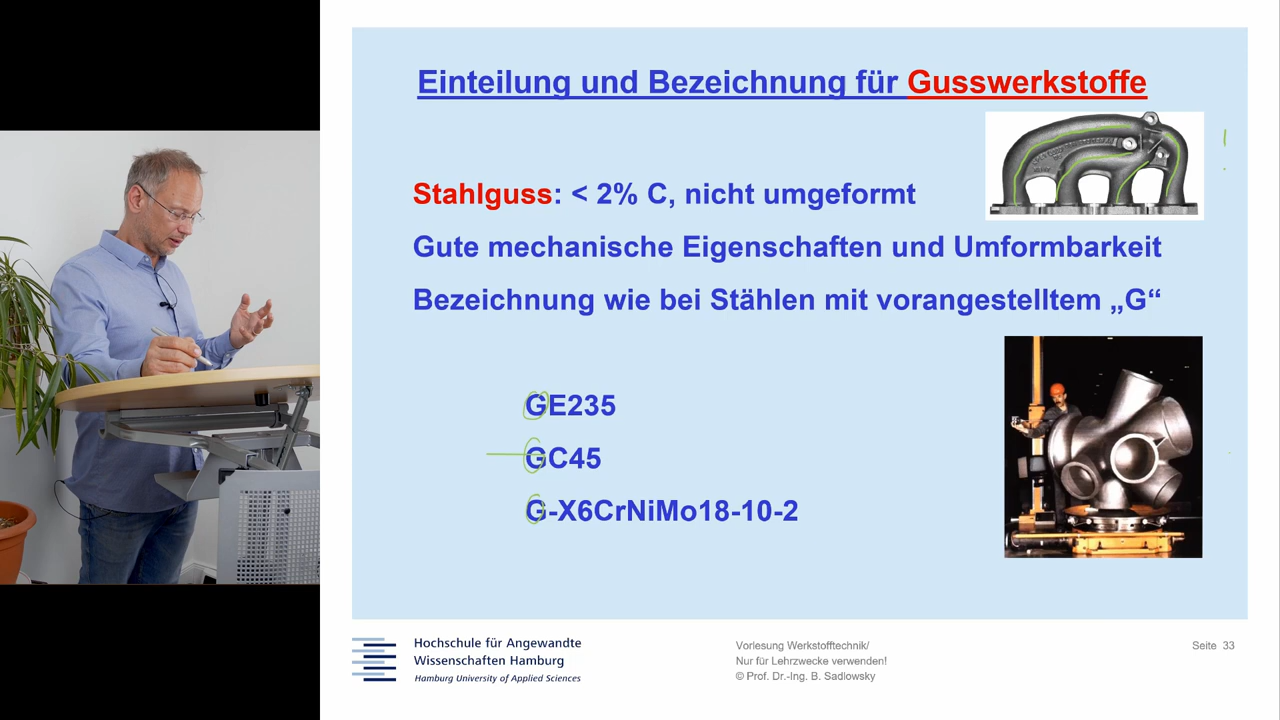 Einteilung und Bezeichnung für Gusswerkstoffe
Stahlguss: < 2% C, nicht umgeformt
Gute mechanische Eigenschaften und Umformbarkeit
Bezeichnung wie bei Stählen mit vorangestelltem „G“
GE235
GC45
G-X6CrNiMo18-10-2
Hochschule für Angewandte
Wissenschaften Hamburg
Hamburg University of Applied Sciences
Vorlesung Werkstofftechnik/
Nur für Lehrzwecke verwenden!
© Prof. Dr.-Ing. B. Sadlowsky
Seite 33